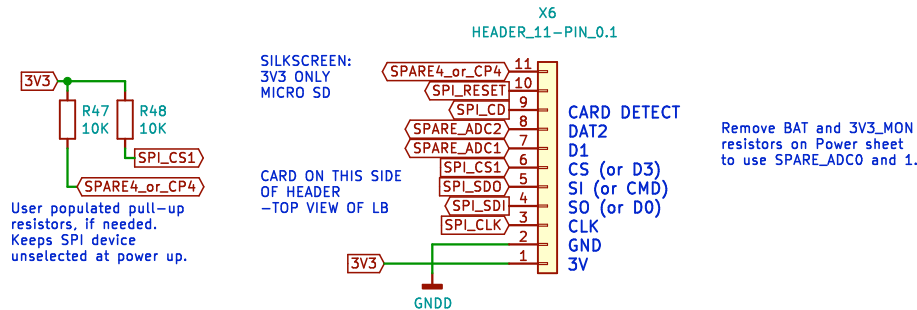 X6
HEADER_11-PIN_0.1
SILKSCREEN:
3V3 ONLY
MICRO SD
3V3
R47
10K
R48
10K
SPI_CS1
SPARE4_or_CP4
User populated pull-up
resistors, if needed.
Keeps SPI device
unselected at power up.
CARD ON THIS SIDE
OF HEADER
-TOP VIEW OF LB
SPARE4_or_CP4 11
SPI_RESET 10
SPI_CD 9 CARD DETECT
SPARE_ADC2 8 DAT2
SPARE_ADC1 7 D1
SPI_CS1 6 CS (or D3)
SPI_SDO 5 SI (or CMD)
SPI_SDI 4 SO (or D0)
SPI_CLK 3 CLK
2 GND
3V3 1 3V
GNDD
Remove BAT and 3V3_MON
resistors on Power sheet
to use SPARE_ADC0 and 1.